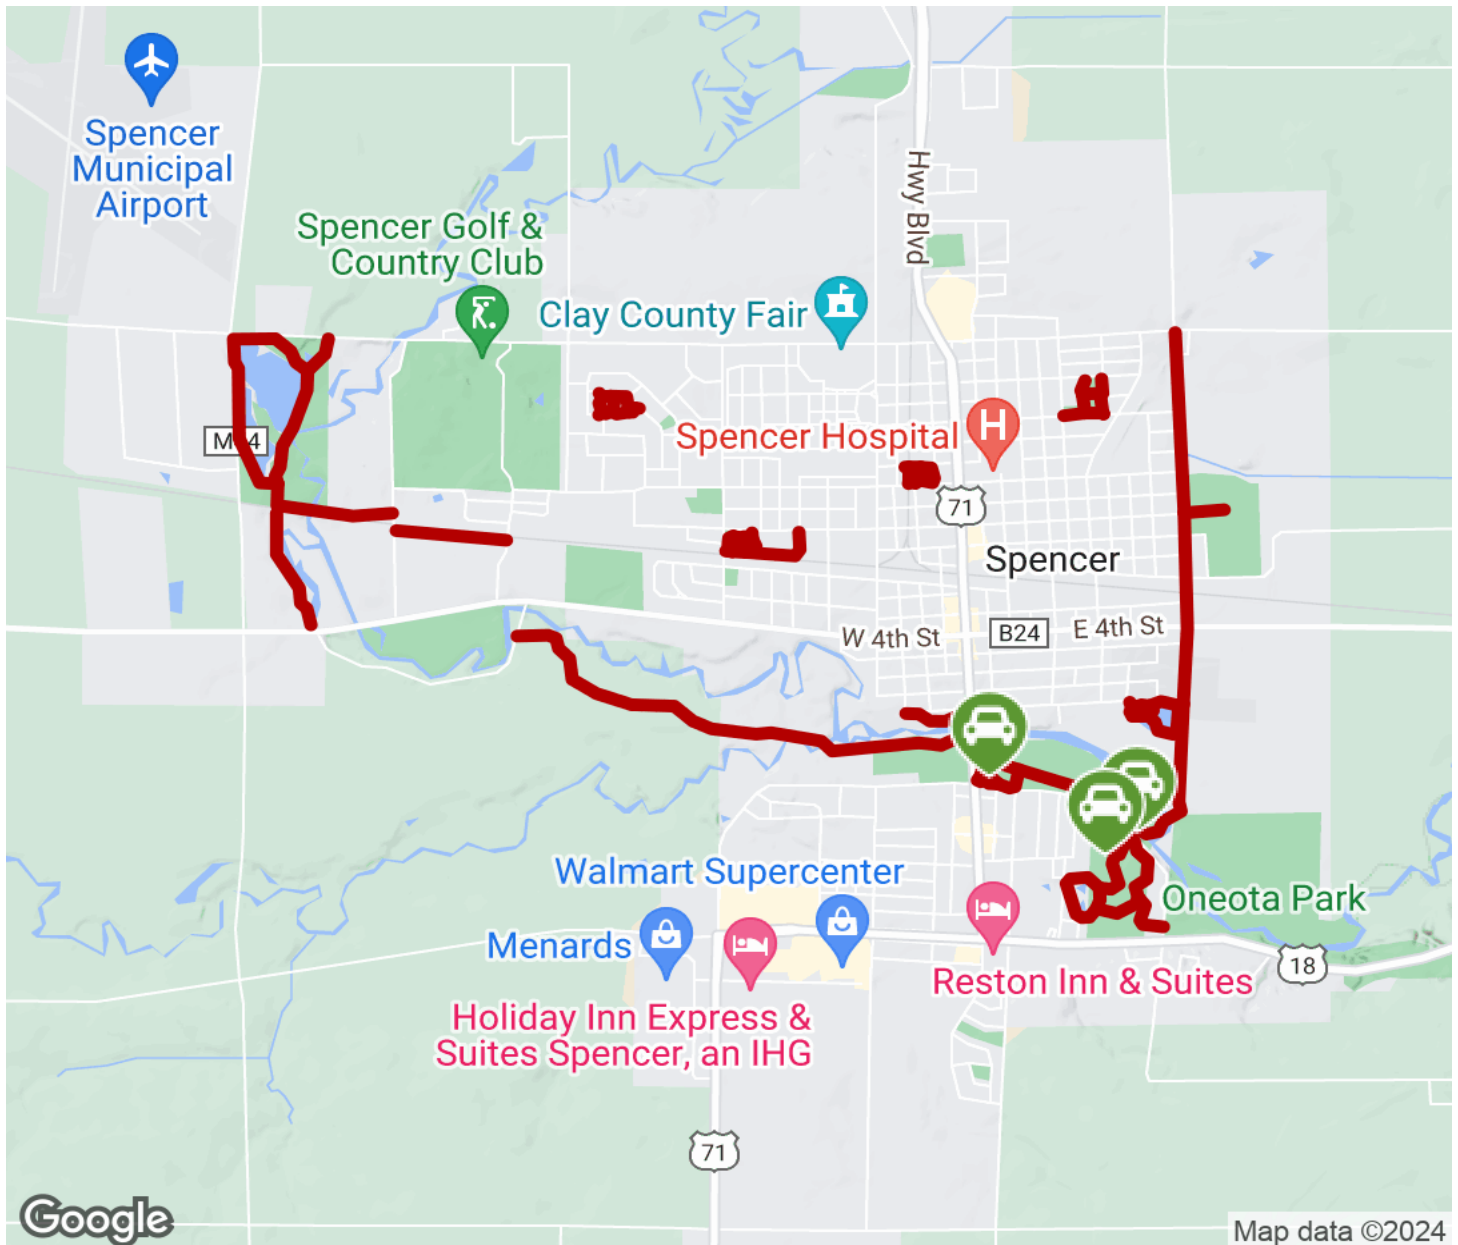 Spencer
Municipal
Airport
Hwy Blvd
Spencer Golf &
Country Club
Clay County Fair
Spencer Hospital
H
71
Spencer
W 4th St
B24
E 4th St
Walmart Supercenter
Oneota Park
Menards
18
Reston Inn & Suites
Holiday Inn Express &
Suites Spencer, an IHG
71
Google
Map data ©2024